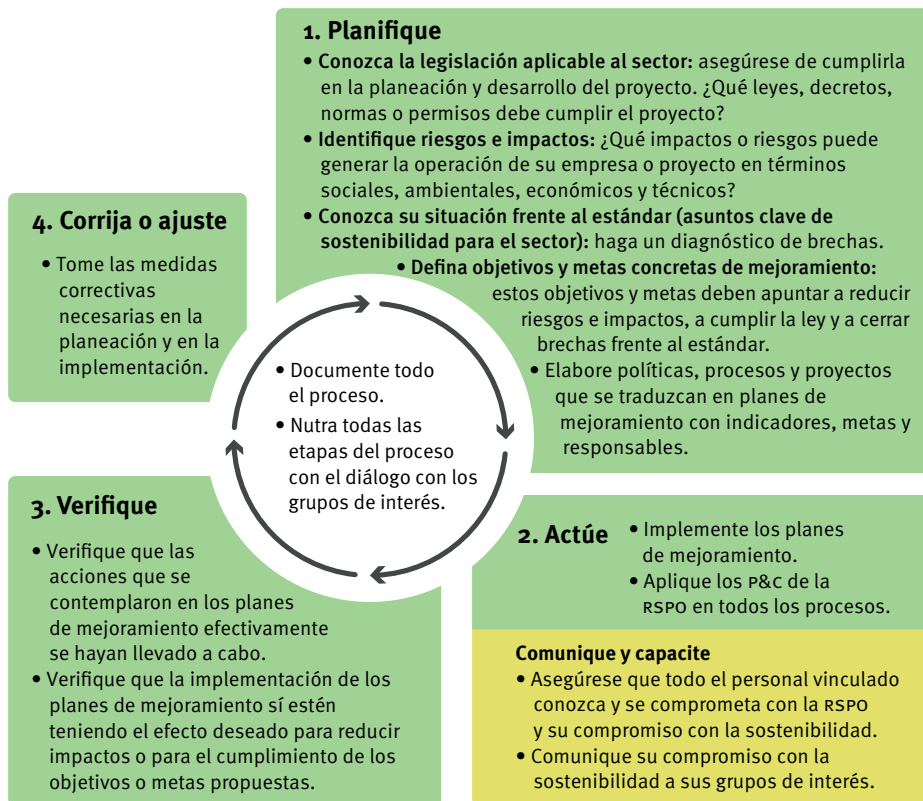 1. Planifique
• Conozca la legislación aplicable al sector: asegúrese de cumplirla
en la planeación y desarrollo del proyecto. ¿Qué leyes, decretos,
normas o permisos debe cumplir el proyecto?
• Identifique riesgos e impactos: ¿Qué impactos o riesgos puede
generar la operación de su empresa o proyecto en términos
sociales, ambientales, económicos y técnicos?
• Conozca su situación frente al estándar (asuntos clave de
sostenibilidad para el sector): haga un diagnóstico de brechas.
• Defina objetivos y metas concretas de mejoramiento:
estos objetivos y metas deben apuntar a reducir
riesgos e impactos, a cumplir la ley y a cerrar
brechas frente al estándar.
• Elabore políticas, procesos y proyectos
que se traduzcan en planes de
mejoramiento con indicadores, metas y
responsables.
2. Actúe
• Implemente los planes
de mejoramiento.
• Aplique los P&C de la
RSPO en todos los procesos.
Comunique y capacite
• Asegúrese que todo el personal vinculado
conozca y se comprometa con la RSPO
y su compromiso con la sostenibilidad.
• Comunique su compromiso con la
sostenibilidad a sus grupos de interés.
3. Verifique
• Verifique que las
acciones que se
contemplaron en los planes
de mejoramiento efectivamente
se hayan llevado a cabo.
• Verifique que la implementación de los
planes de mejoramiento sí estén
teniendo el efecto deseado para reducir
impactos o para el cumplimiento de los
objetivos o metas propuestas.
4. Corrija o ajuste
• Tome las medidas
correctivas
necesarias en la
planeación y en la
implementación.
• Documente todo
el proceso.
• Nutra todas las
etapas del proceso
con el diálogo con los
grupos de interés.